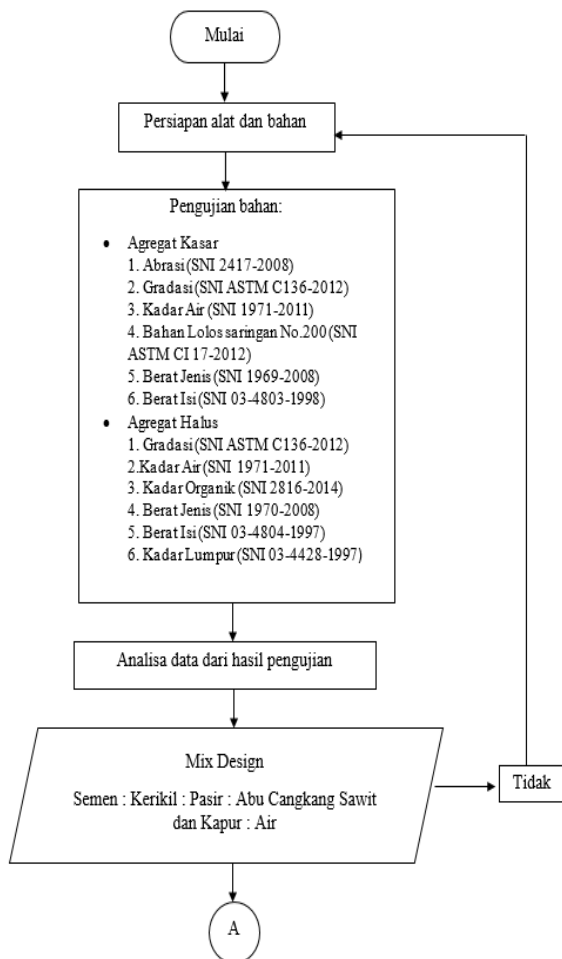 Mulai
Persiapan alat dan bahan
Pengujian bahan:
• Agregat Kasar
1. Abrasi (SNI 2417-2008)
2. Gradasi (SNI ASTM C136-2012)
3. Kadar Air (SNI 1971-2011)
4. Bahan Lolos saringan No.200 (SNI
ASTM CI 17-2012)
5. Berat Jenis (SNI 1969-2008)
6. Berat Isi (SNI 03-4803-1998)
• Agregat Halus
1. Gradasi (SNI ASTM C136-2012)
2.Kadar Air (SNI 1971-2011)
3. Kadar Organik (SNI 2816-2014)
4. Berat Jenis (SNI 1970-2008)
5. Berat Isi (SNI 03-4804-1997)
6. Kadar Lumpur (SNI 03-4428-1997)
Analisa data dari hasil pengujian
Mix Design
Semen : Kerikil : Pasir : Abu Cangkang Sawit
dan Kapur : Air
Tidak
A